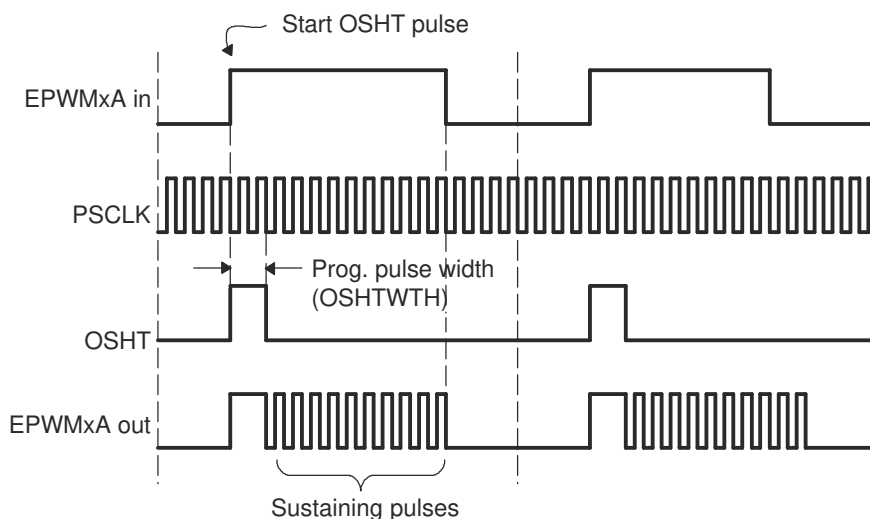 Start OSHT pulse
EPWMxA in
PSCLK
Prog. pulse width
(OSHTWTH)
OSHT
EPWMxA out
Sustaining pulses